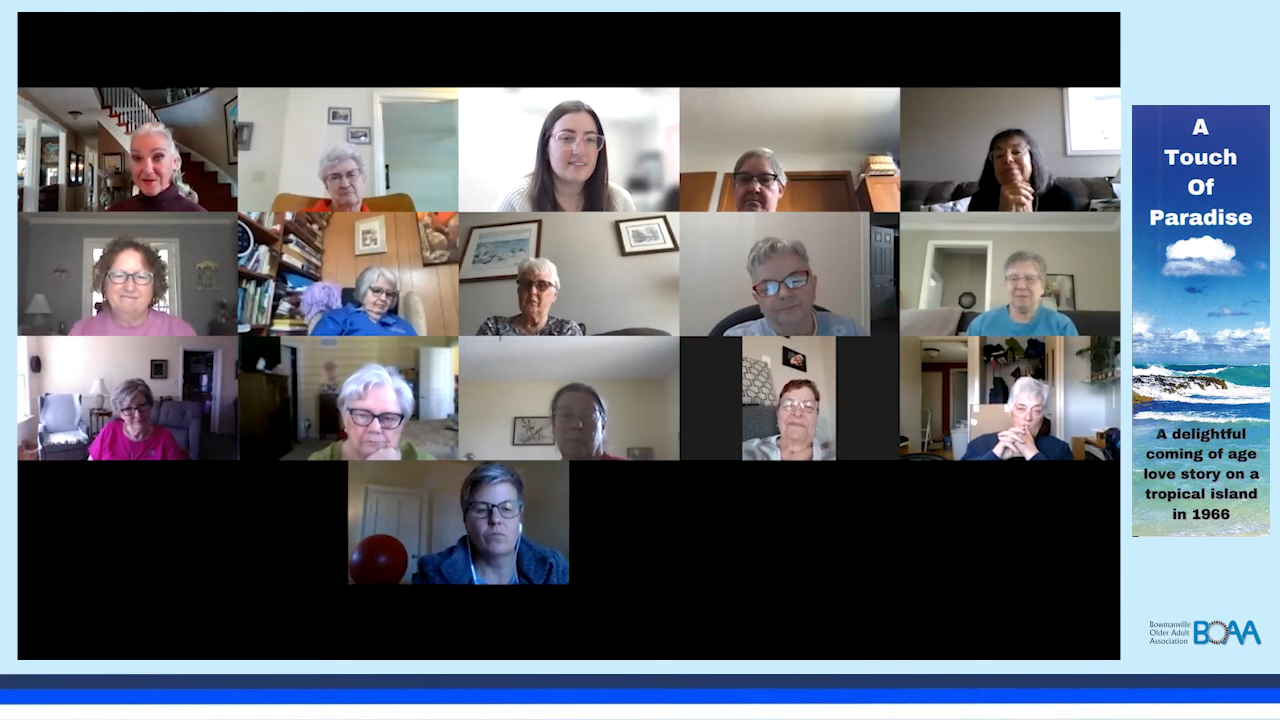 A
Touch
Of
Paradise
A delightful
coming of age
love story on a
tropical island
in 1966
Bowmanville
Older Adult
Association
BOAA